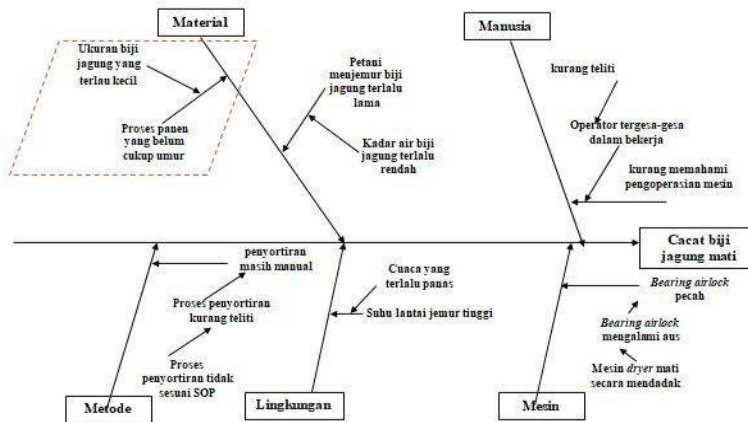 Material
Manusia
Ukuran biji
jagung yang
terlau kecil
Proses panen
yang belum
cukup umur
Petani
menjemur biji
jagung terlalu
lama
Kadar air biji
jagung terlalu
rendah
kurang teliti
Operator tergesa-gesa
dalam bekerja
kurang memahami
pengoperasian mesin
Cacat biji
jagung mati
penyortiran
masih manual
Proses penyortiran
kurang teliti
Proses
penyortiran tidak
sesuai SOP
Cuaca yang
terlalu panas
Suhu lantai jemur tinggi
Bearing airlock
pecah
Bearing airlock
mengalami aus
Mesin dryer mati
secara mendadak
Metode
Lingkungan
Mesin